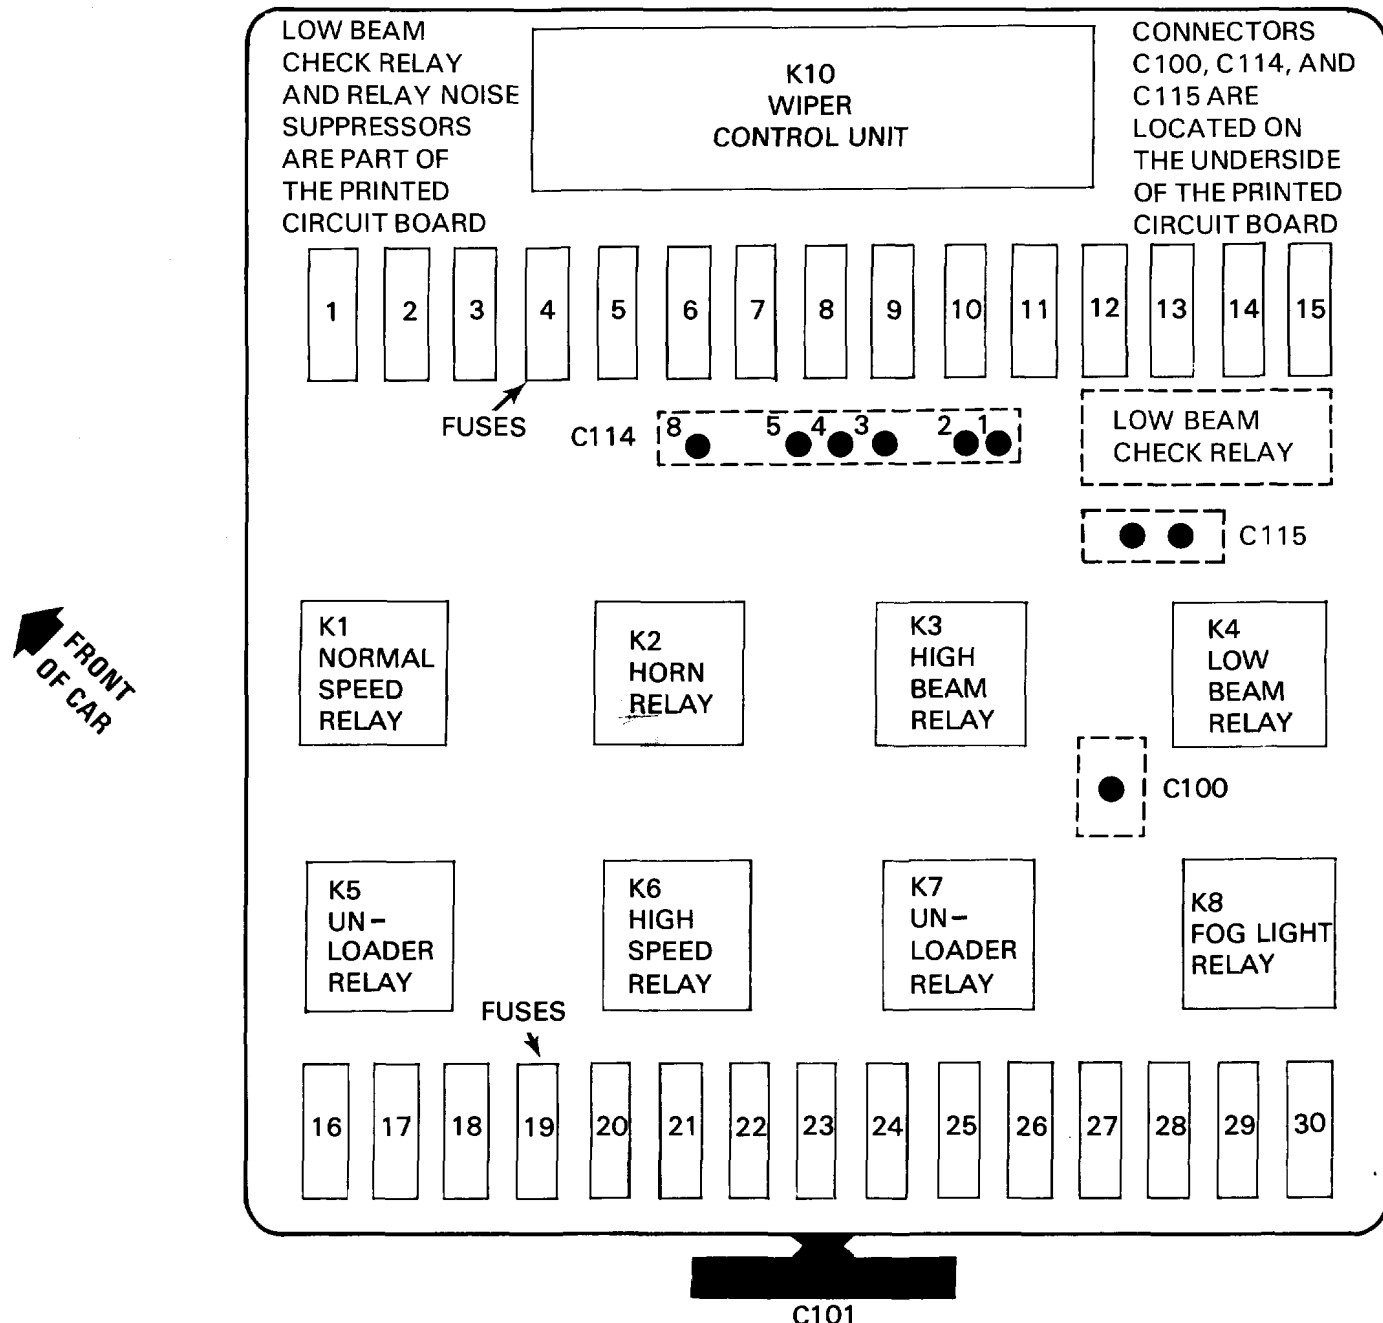 LOW BEAM
CHECK RELAY
AND RELAY NOISE
SUPPRESSORS
ARE PART OF
THE PRINTED
CIRCUIT BOARD
K10
WIPER
CONTROL UNIT
CONNECTORS
C100, C114, AND
C115 ARE
LOCATED ON
THE UNDERSIDE
OF THE PRINTED
CIRCUIT BOARD
1 2 3 4 5 6 7 8 9 10 11 12 13 14 15
FUSES
C114
8 5 4 3 2 1
LOW BEAM
CHECK RELAY
C115
FRONT
OF CAR
K1
NORMAL
SPEED
RELAY
K2
HORN
RELAY
K3
HIGH
BEAM
RELAY
K4
LOW
BEAM
RELAY
C100
K5
UN-
LOADER
RELAY
K6
HIGH
SPEED
RELAY
K7
UN-
LOADER
RELAY
K8
FOG LIGHT
RELAY
FUSES
16 17 18 19 20 21 22 23 24 25 26 27 28 29 30
C101